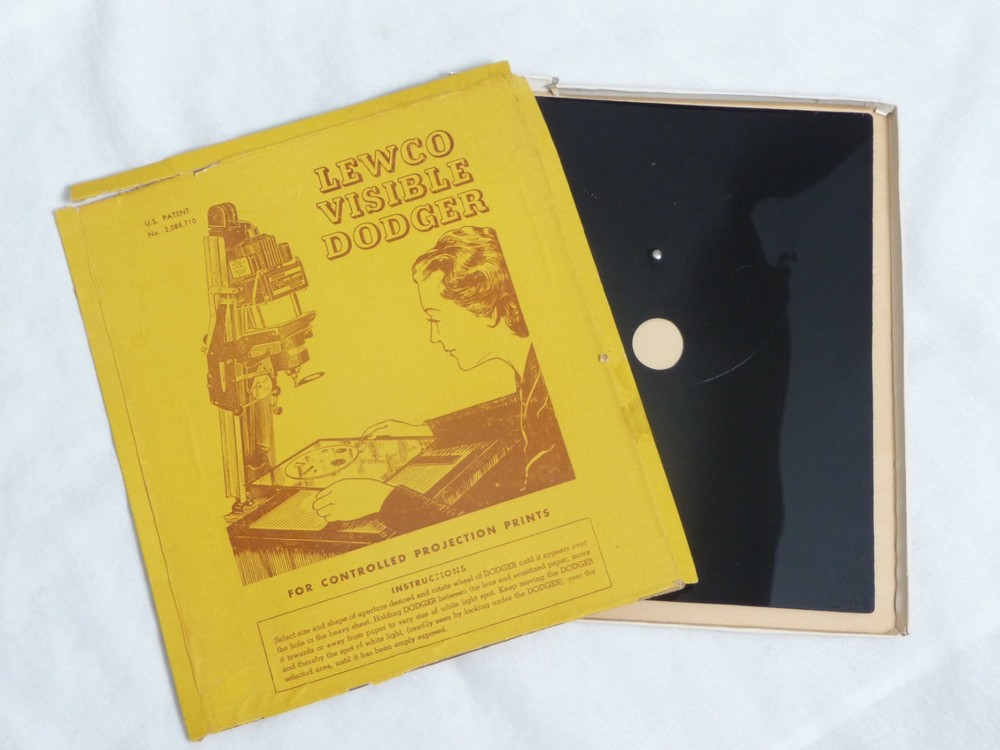 LEWCO
VISIBLE
DODGER
U.S. PATENT
No. 2,088,710
FOR CONTROLLED PROJECTION PRINTS
INSTRUCTIONS
Select size and shape of aperture desired and rotate wheel of DODGER until it appears over
the hole in the heavy sheet. Holding DODGER between the lens and sensitized paper, move
it towards or away from paper to vary size of white light spot. Keep moving the DODGER
and thereby the spot of white light, (readily seen by looking under the DODGER), over the
selected area, until it has been amply exposed.